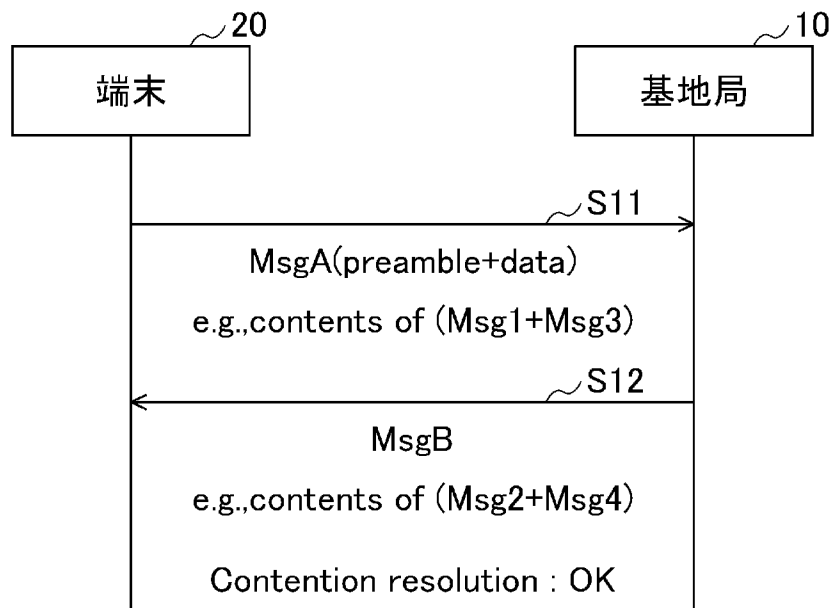 20
10
端末
基地局
S11
MsgA(preamble+data)
e.g.,contents of (Msg1+Msg3)
S12
MsgB
e.g.,contents of (Msg2+Msg4)
Contention resolution : OK